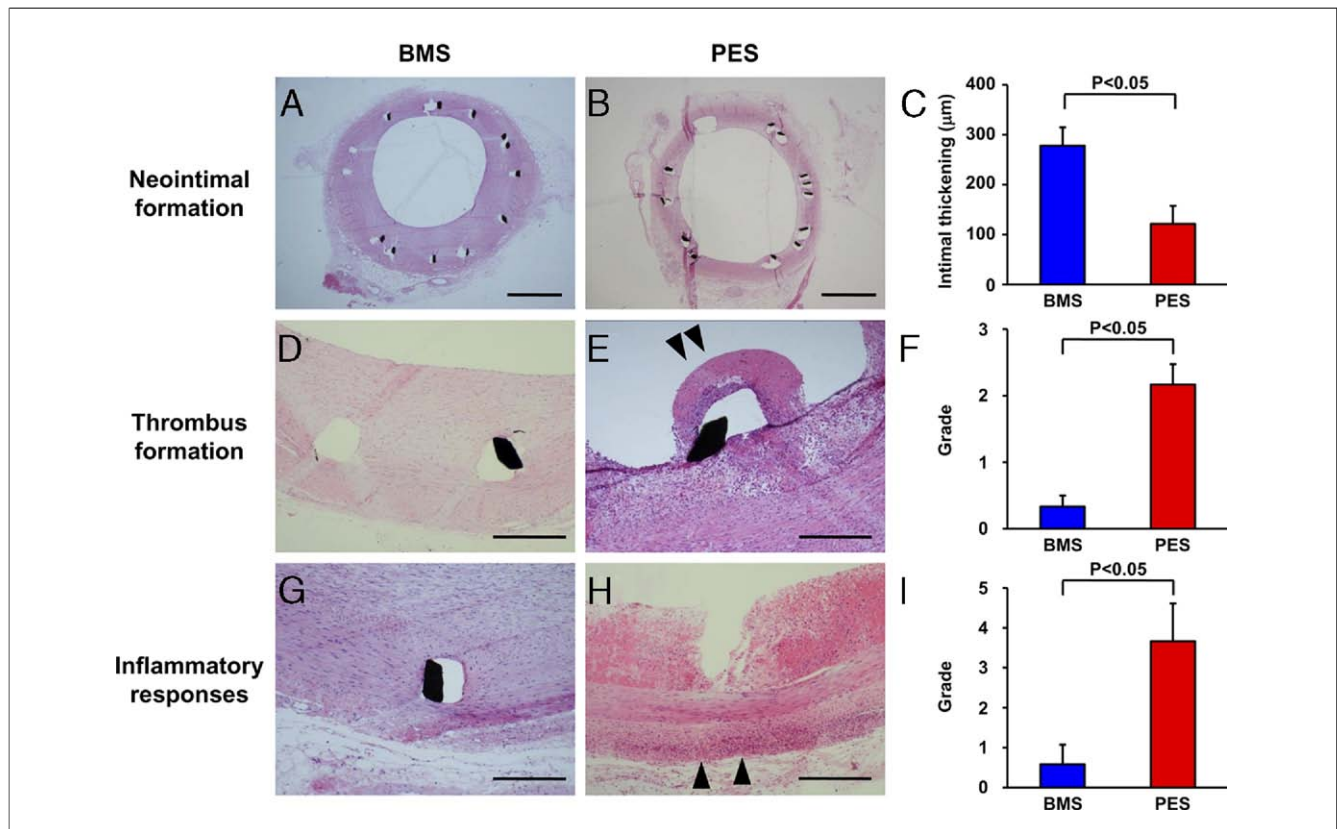 BMS
PES
A
B
C
P<0.05
Intimal thickening (μm)
400
300
200
100
0
BMS
PES
Neointimal
formation
D
E
F
P<0.05
Grade
3
2
1
0
BMS
PES
Thrombus
formation
G
H
I
P<0.05
Grade
5
4
3
2
1
0
BMS
PES
Inflammatory
responses